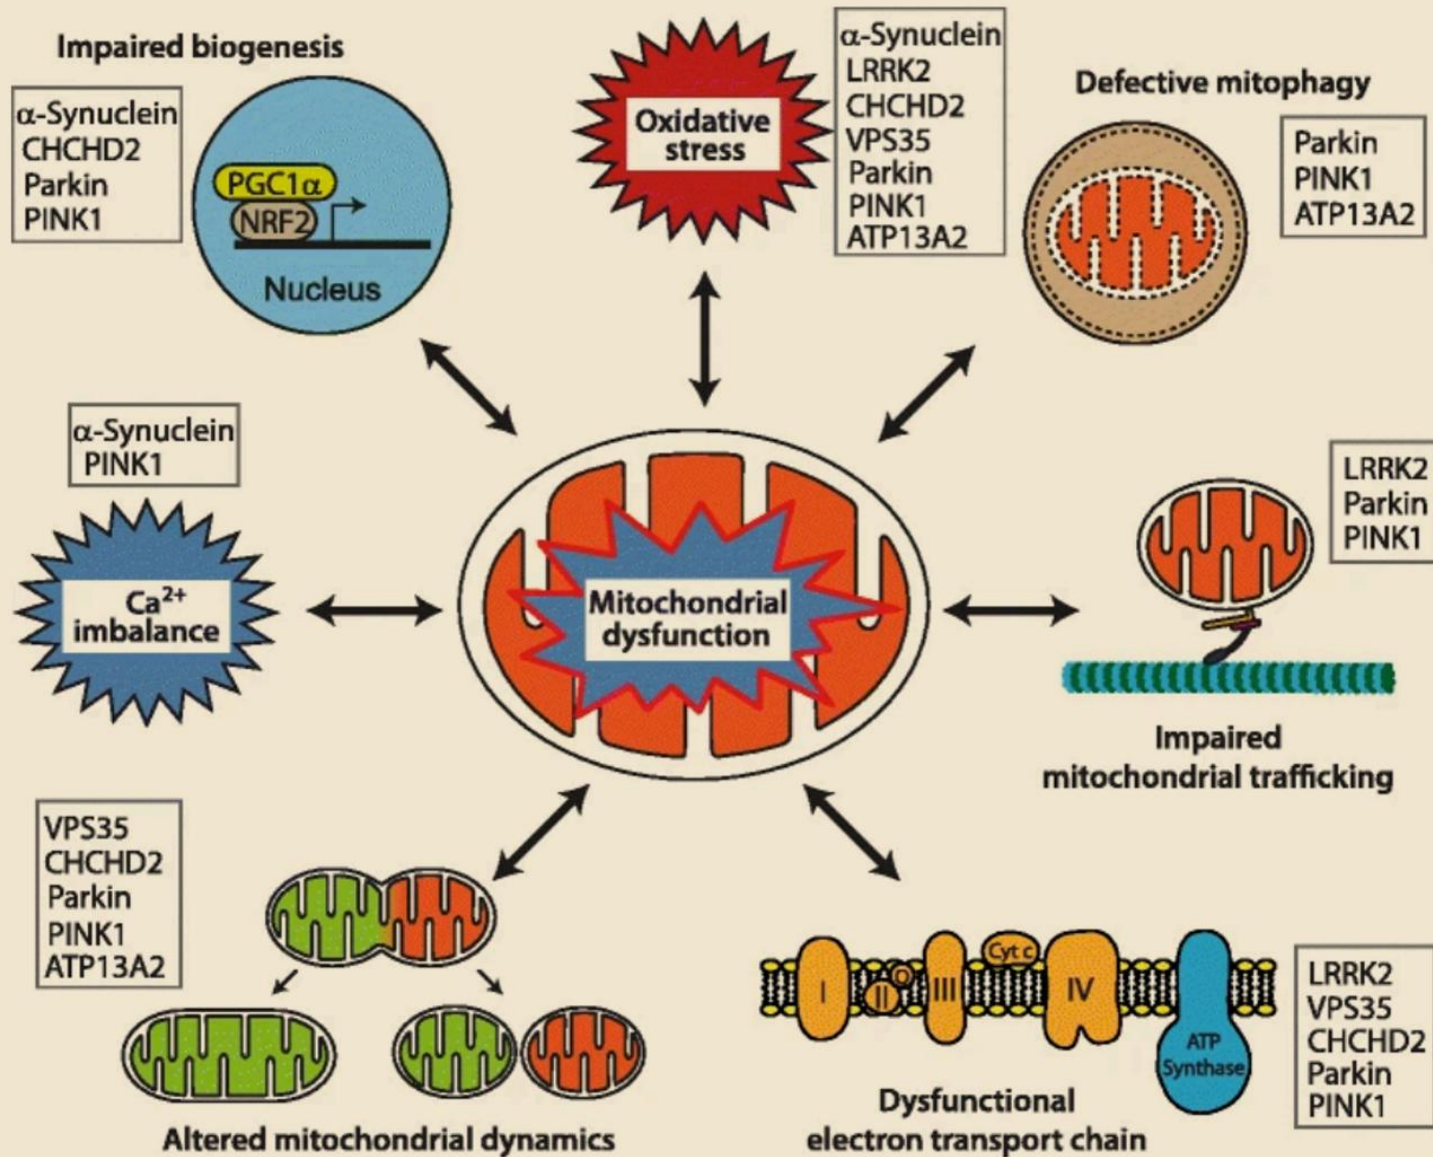 Impaired biogenesis
α-Synuclein
CHCHD2
Parkin
PINK1
PGC1α
NRF2
Nucleus
Oxidative
stress
α-Synuclein
LRRK2
CHCHD2
VPS35
Parkin
PINK1
ATP13A2
Defective mitophagy
Parkin
PINK1
ATP13A2
α-Synuclein
PINK1
Ca²⁺
imbalance
Mitochondrial
dysfunction
LRRK2
Parkin
PINK1
Impaired
mitochondrial trafficking
VPS35
CHCHD2
Parkin
PINK1
ATP13A2
Altered mitochondrial dynamics
I
II
Q
III
Cyt c
IV
ATP
Synthase
LRRK2
VPS35
CHCHD2
Parkin
PINK1
Dysfunctional
electron transport chain